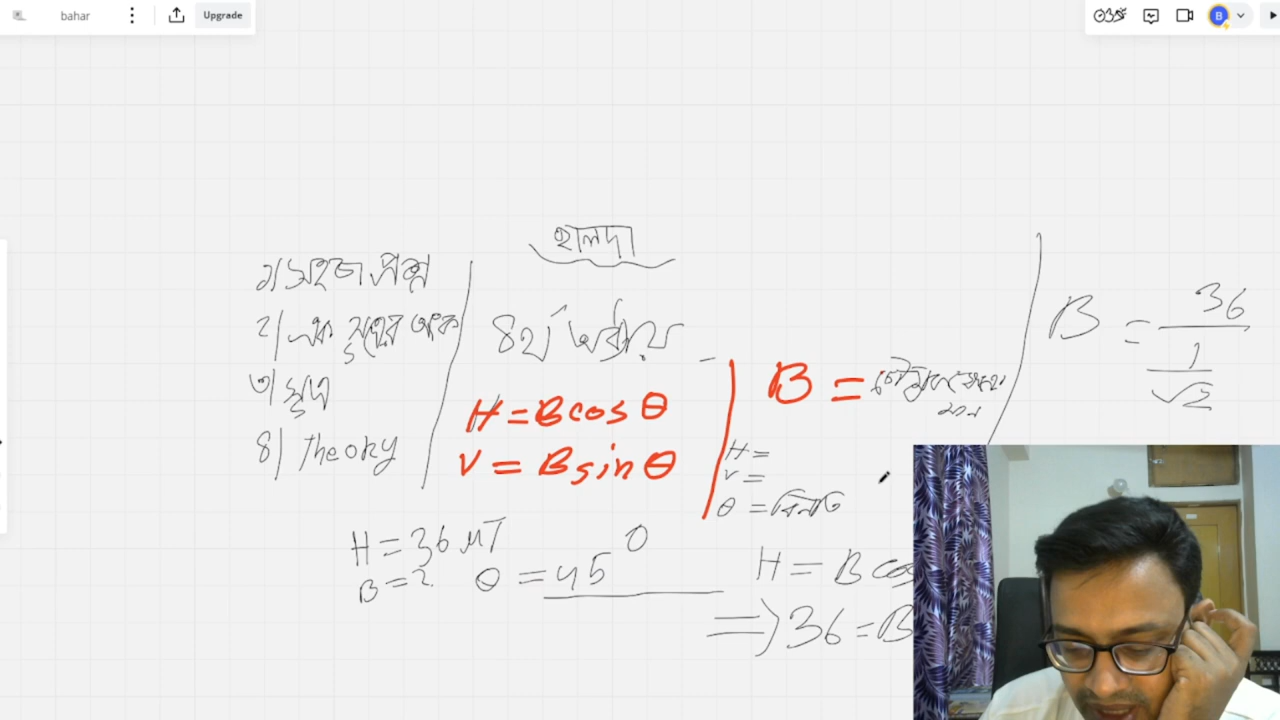 bahar
Upgrade
B
হালদা
১) সহজ প্রশ্ন
২) এক সূত্রের অংক
৩) সূত্র
৪) Theory
৪র্থ অধ্যায়
H = B cos θ
V = B sin θ
B =
মান
H =
V =
θ = বিনতি
H = 36 μT
B = ?
θ = 45°
H = B cos
=> 36 = B
B = 36 / 1/√2